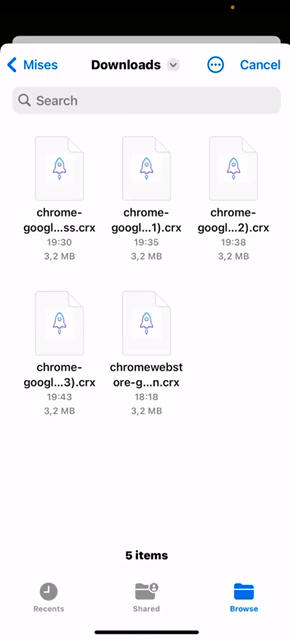 Mises
Downloads
Cancel
Search
chrome-
googl...ss.crx
19:30
3,2 MB
chrome-
googl...1).crx
19:35
3,2 MB
chrome-
googl...2).crx
19:38
3,2 MB
chrome-
googl...3).crx
19:43
3,2 MB
chromewebst
ore-g...n.crx
18:18
3,2 MB
5 items
Recents
Shared
Browse